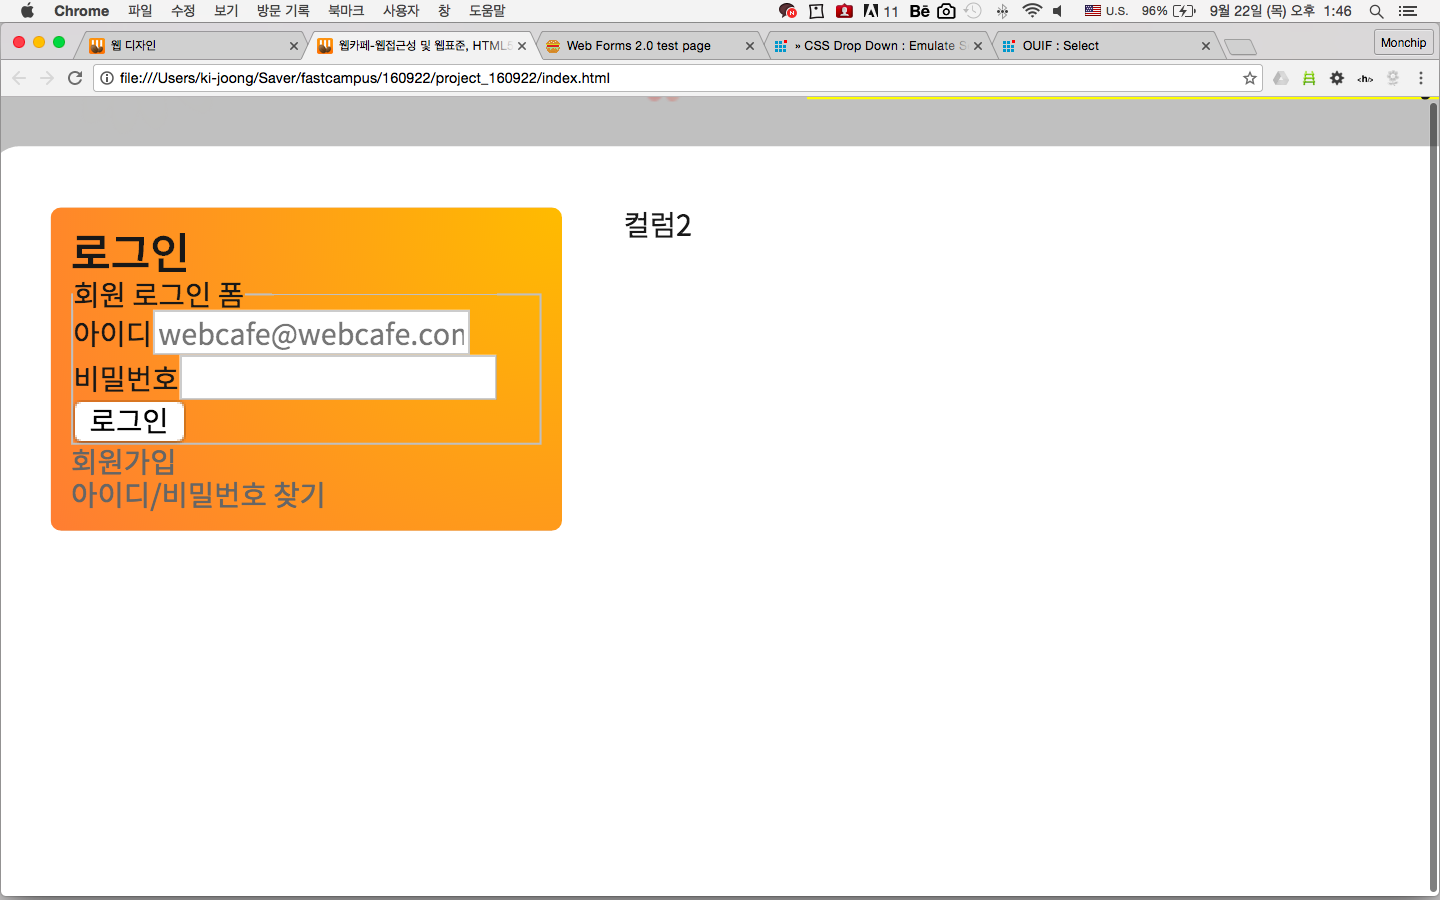 Chrome 파일 수정 보기 방문 기록 북마크 사용자 창 도움말 11 Bē U.S. 96% 9월 22일 (목) 오후 1:46
웹 디자인 웹카페-웹접근성 및 웹표준, HTML5 Web Forms 2.0 test page » CSS Drop Down : Emulate S OUIF : Select Monchip
file:///Users/ki-joong/Saver/fastcampus/160922/project_160922/index.html <h/>
로그인
회원 로그인 폼
아이디 webcafe@webcafe.con
비밀번호
로그인
회원가입
아이디/비밀번호 찾기
컬럼2